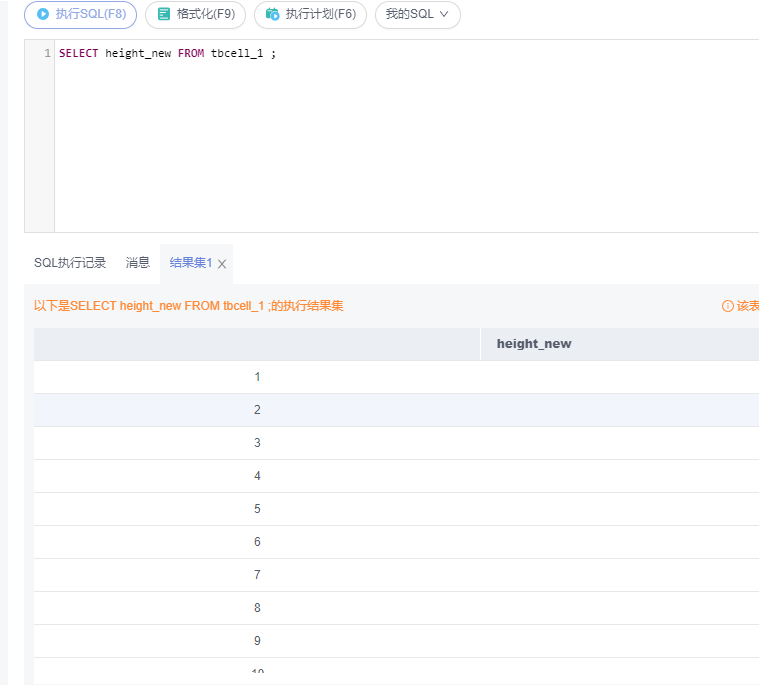 执行SQL(F8) 格式化(F9) 执行计划(F6) 我的SQL
1 SELECT height_new FROM tbcell_1 ;
SQL执行记录 消息 结果集1
以下是SELECT height_new FROM tbcell_1 ;的执行结果集 该表
height_new
1
2
3
4
5
6
7
8
9
10